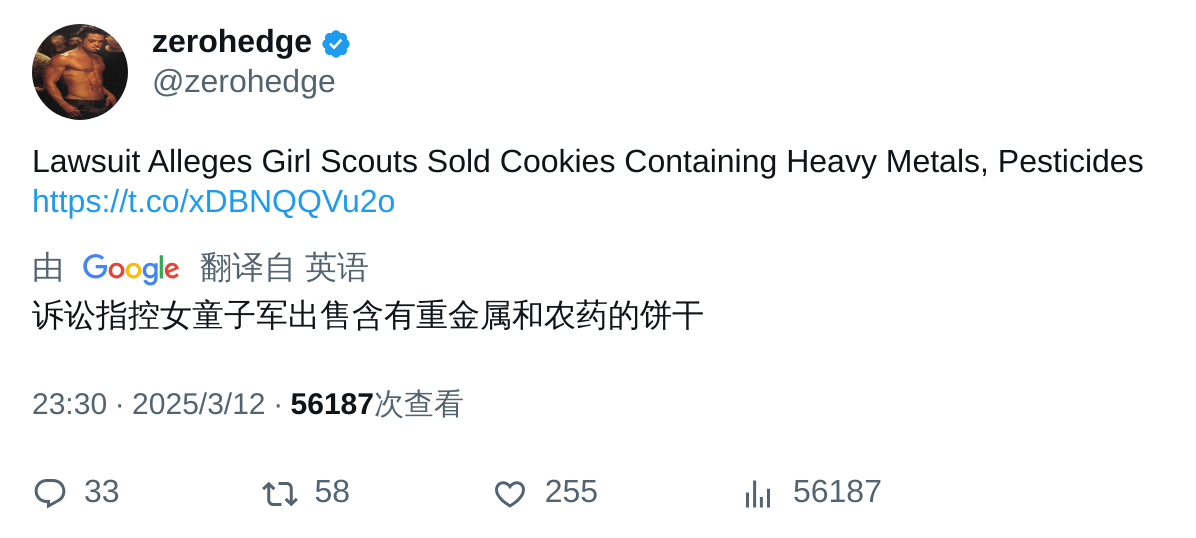 zerohedge
@zerohedge
Lawsuit Alleges Girl Scouts Sold Cookies Containing Heavy Metals, Pesticides
https://t.co/xDBNQQVu2o
由 Google 翻译自 英语
诉讼指控女童子军出售含有重金属和农药的饼干
23:30 · 2025/3/12 · 56187次查看
33 58 255 56187